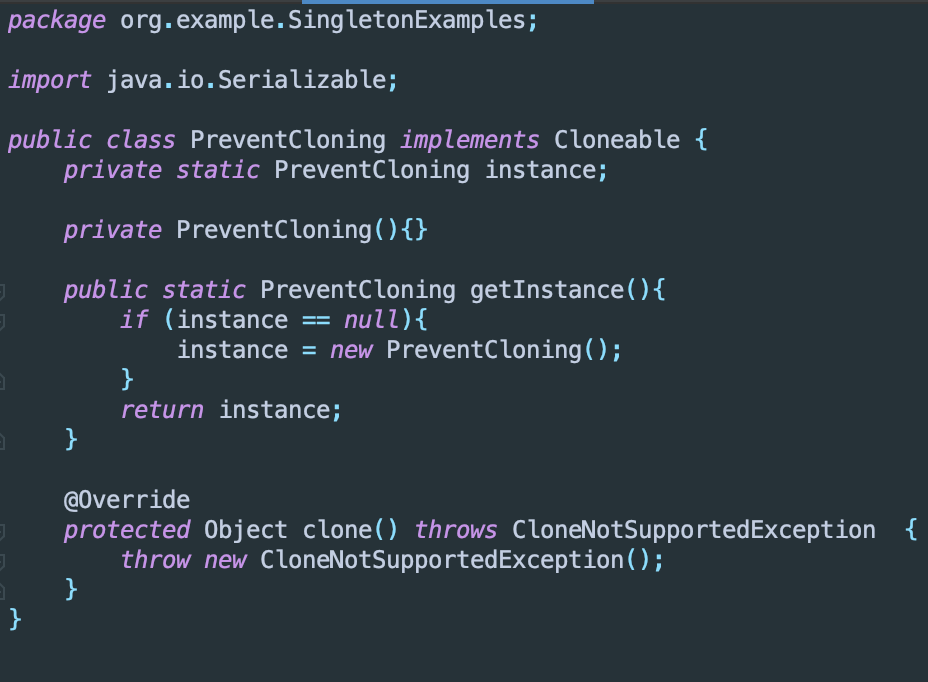 package org.example.SingletonExamples;
import java.io.Serializable;
public class PreventCloning implements Cloneable {
    private static PreventCloning instance;
    private PreventCloning(){}
    public static PreventCloning getInstance(){
        if (instance == null){
            instance = new PreventCloning();
        }
        return instance;
    }
    @Override
    protected Object clone() throws CloneNotSupportedException  {
        throw new CloneNotSupportedException();
    }
}